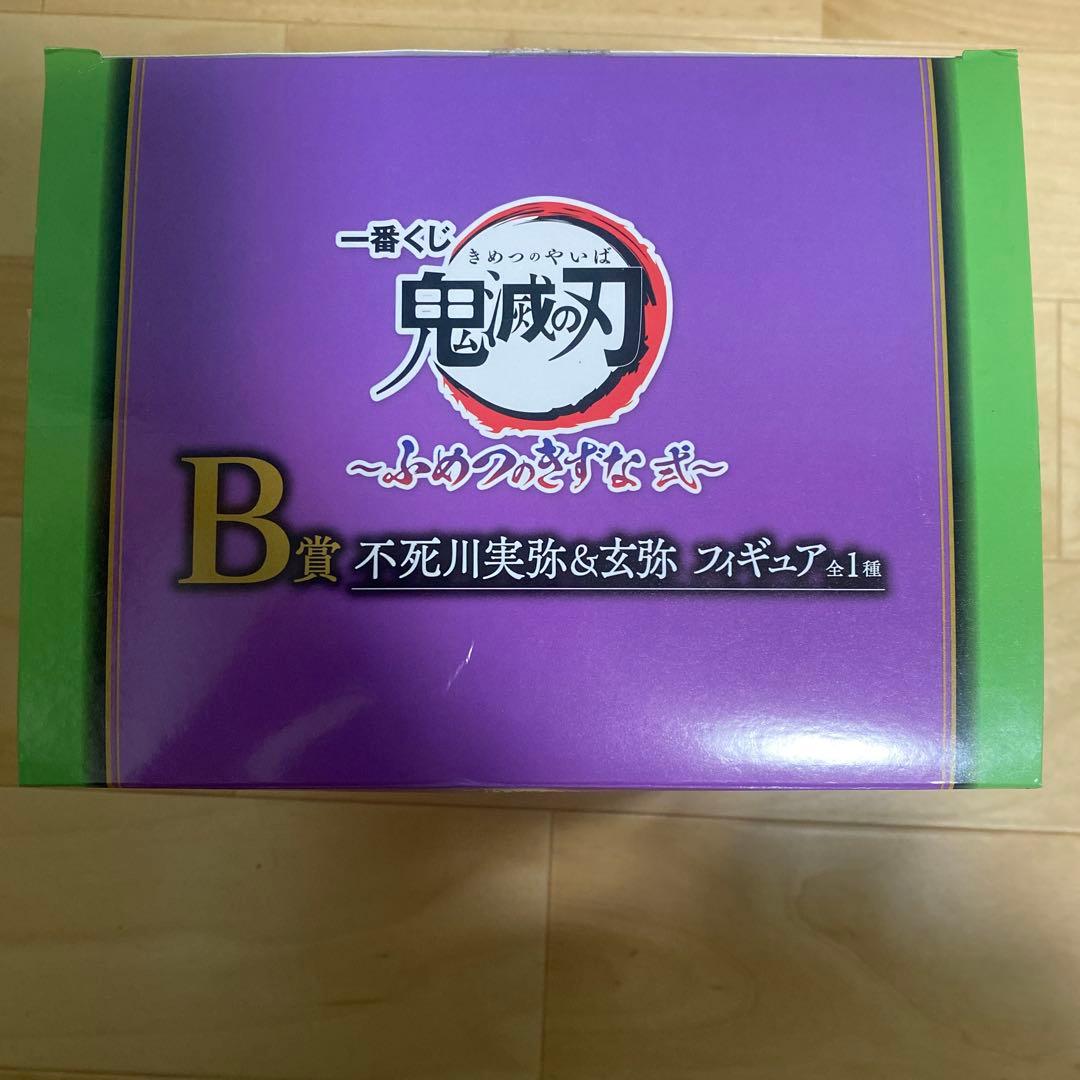 一番くじ
きめつのやいば
鬼滅の刃
～ふめつのきずな 弐～
B賞 不死川実弥&玄弥 フィギュア 全1種